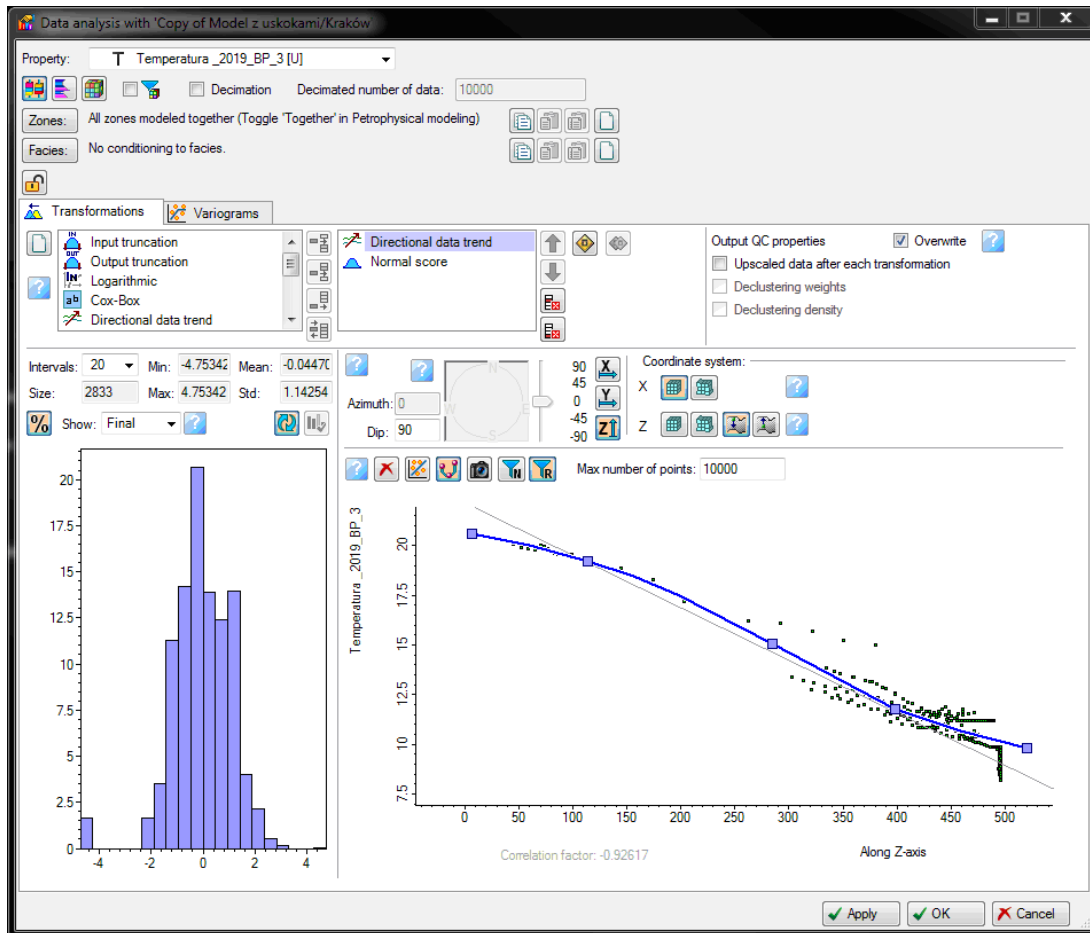 Data analysis with 'Copy of Model z uskokami/Kraków'
Property: T Temperatura _2019_BP_3 [U]
Decimation Decimated number of data: 10000
Zones: All zones modeled together (Toggle 'Together' in Petrophysical modeling)
Facies: No conditioning to facies.
Transformations Variograms
Input truncation
Output truncation
Logarithmic
Cox-Box
Directional data trend
Directional data trend
Normal score
Output QC properties Overwrite
Upscaled data after each transformation
Declustering weights
Declustering density
Intervals: 20 Min: -4.75342 Mean: -0.04470
Size: 2833 Max: 4.75342 Std: 1.14254
% Show: Final
Azimuth: 0
Dip: 90
N
W E
S
90 X
45
0 Y
-45
-90 Z
Coordinate system:
X
Z
Max number of points: 10000
20
17.5
15
12.5
10
7.5
5
2.5
0
-4 -2 0 2 4
Temperatura _2019_BP_3
20
17.5
15
12.5
10
7.5
0 50 100 150 200 250 300 350 400 450 500
Correlation factor: -0.92617 Along Z-axis
Apply OK Cancel